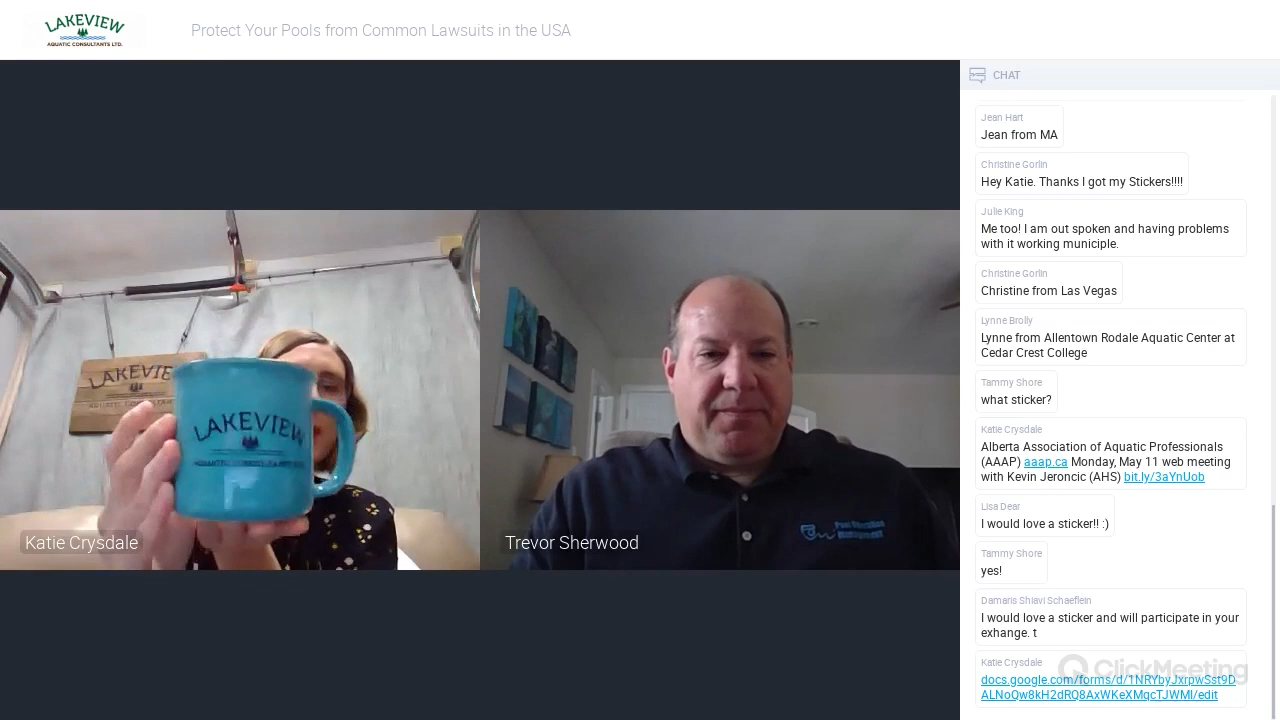 LAKEVIEW
AQUATIC CONSULTANTS LTD.
Protect Your Pools from Common Lawsuits in the USA
CHAT
Jean Hart
Jean from MA
Christine Gorlin
Hey Katie. Thanks I got my Stickers!!!!
Julie King
Me too! I am out spoken and having problems
with it working municiple.
Christine Gorlin
Christine from Las Vegas
Lynne Brolly
Lynne from Allentown Rodale Aquatic Center at
Cedar Crest College
Tammy Shore
what sticker?
Katie Crysdale
Alberta Association of Aquatic Professionals
(AAAP) aaap.ca Monday, May 11 web meeting
with Kevin Jeroncic (AHS) bit.ly/3aYnUob
Lisa Dear
I would love a sticker!! :)
Tammy Shore
yes!
Damaris Shiavi Schaeflein
I would love a sticker and will participate in your
exhange. t
Katie Crysdale
docs.google.com/forms/d/1NRYbyJxrpwSst9D
ALNoQw8kH2dRQ8AxWKeXMqcTJWMI/edit
ClickMeeting
LAKEVIEW
LAKEVIEW
Katie Crysdale
Trevor Sherwood